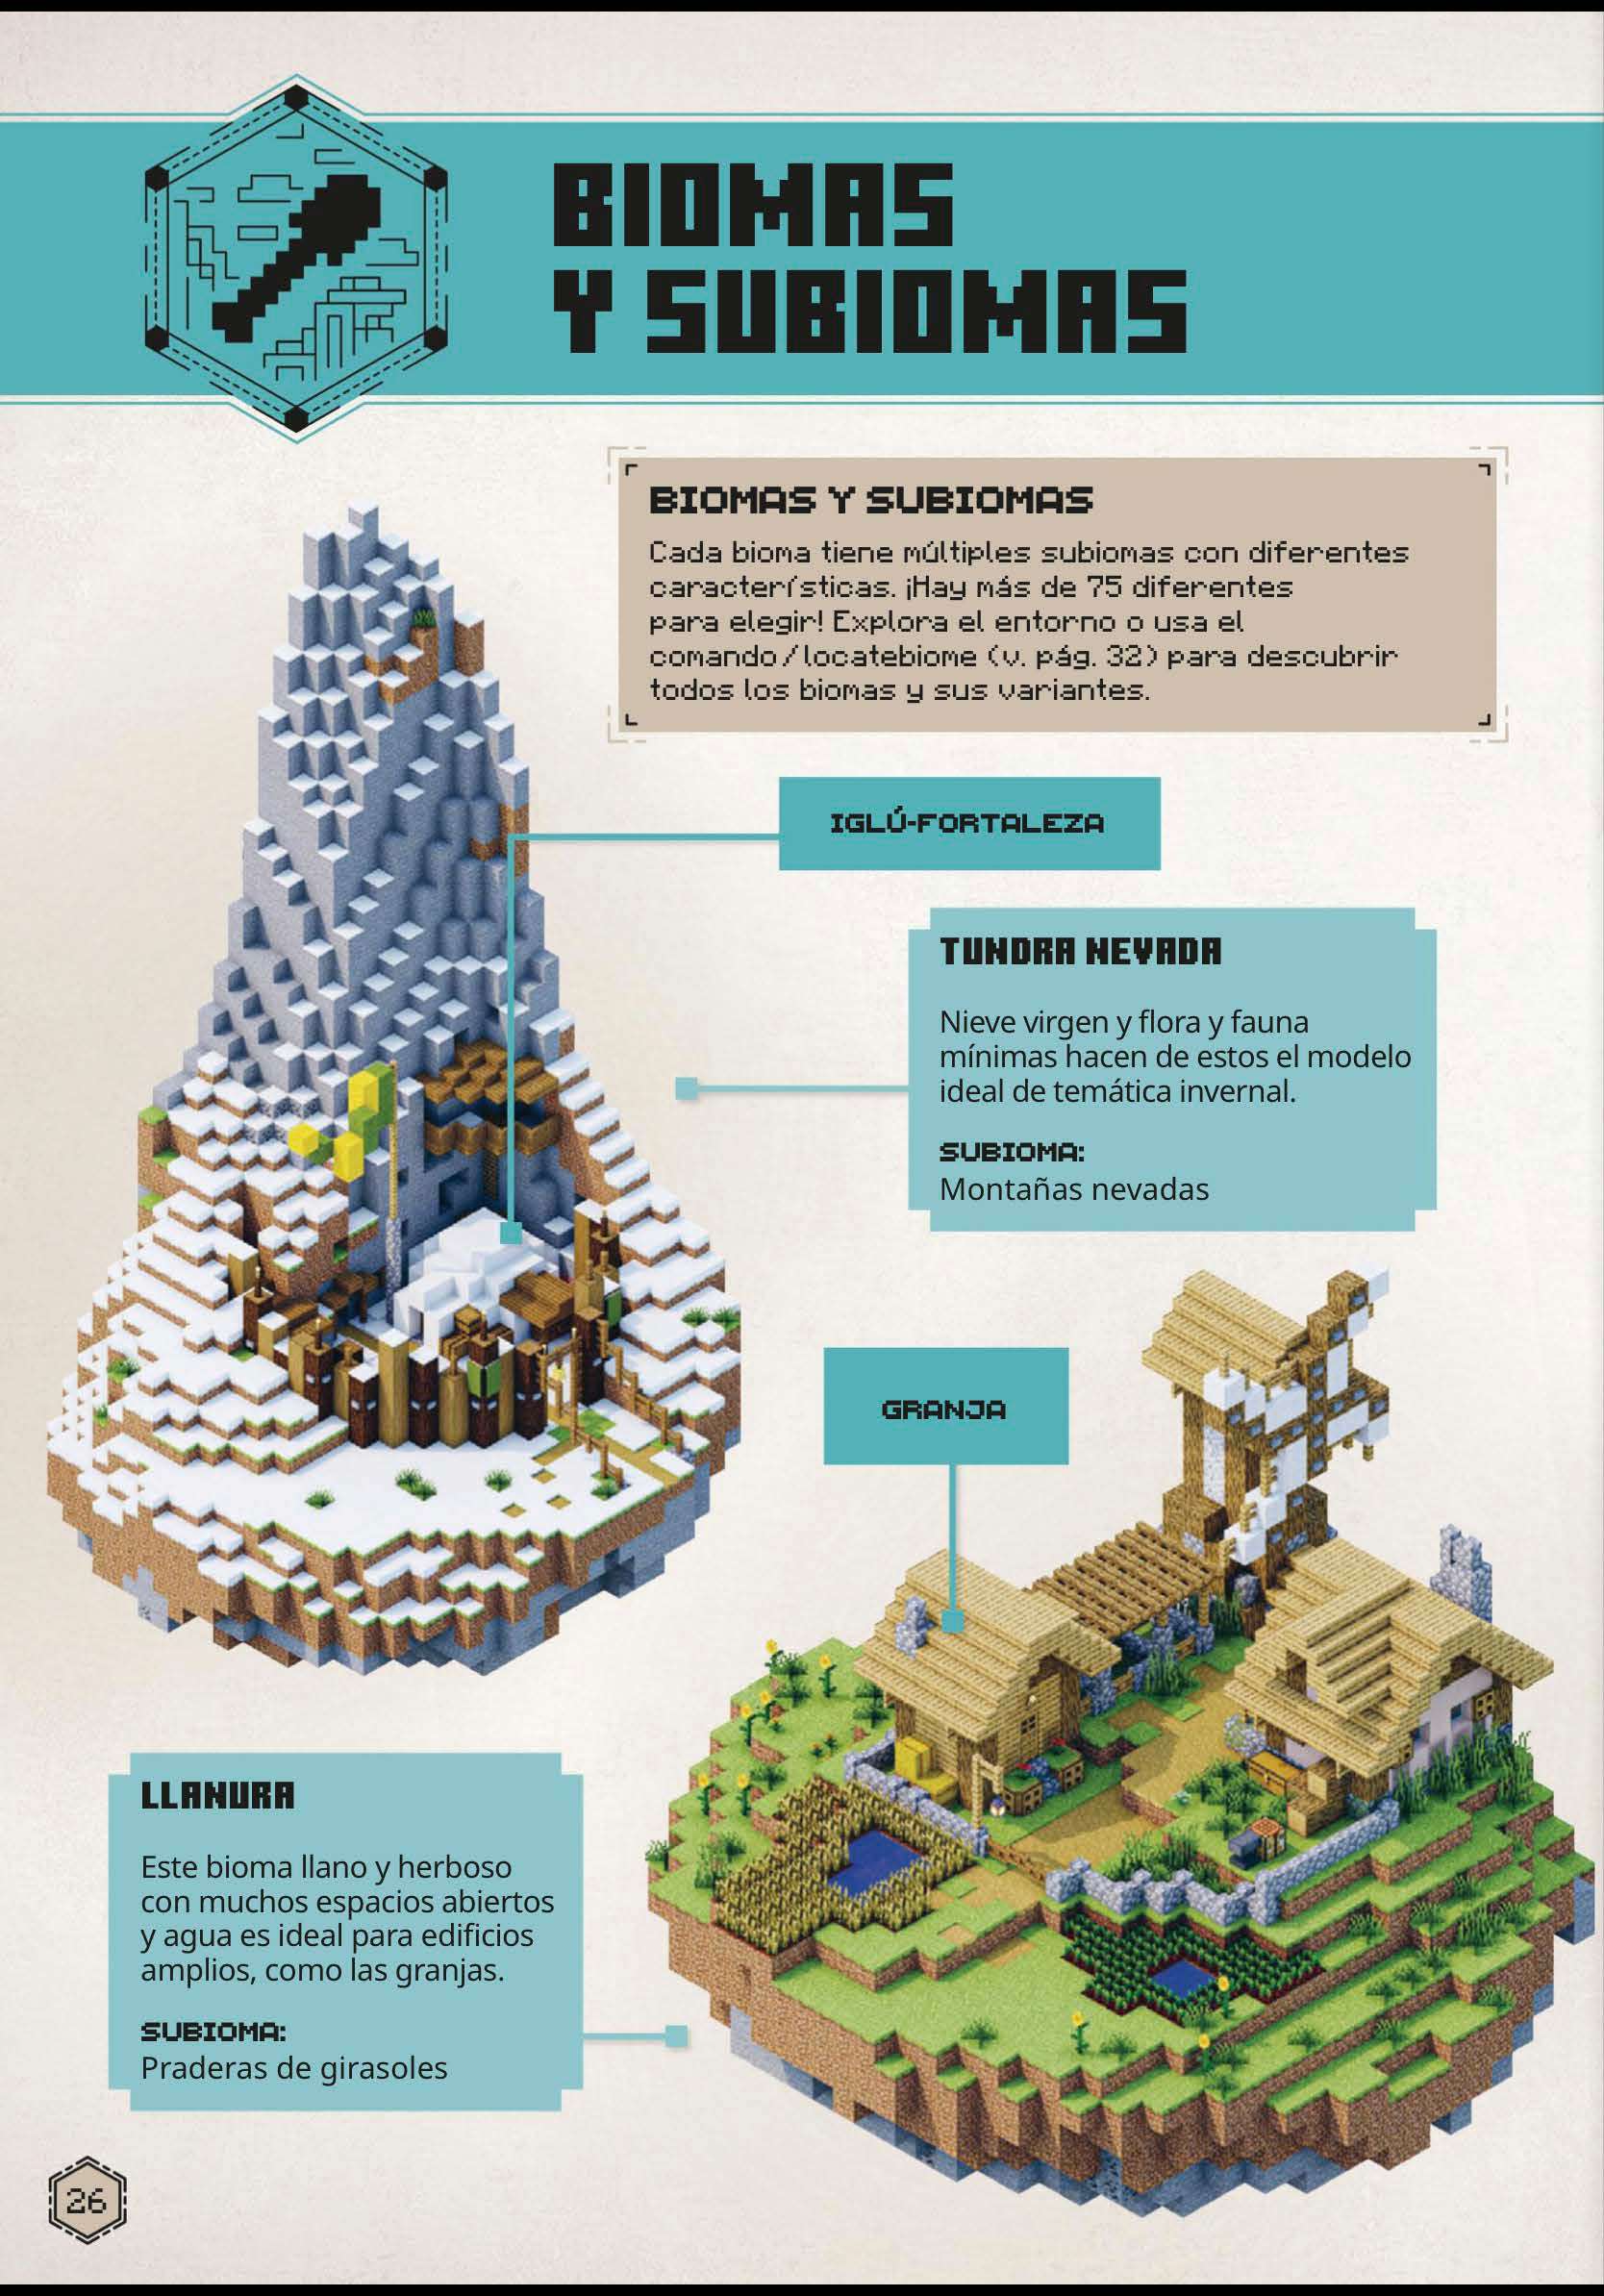 BIOMAS
Y SUBIOMAS
BIOMAS Y SUBIOMAS
Cada bioma tiene múltiples subiomas con diferentes
características. ¡Hay más de 75 diferentes
para elegir! Explora el entorno o usa el
comando /locatebiome (v. pág. 32) para descubrir
todos los biomas y sus variantes.
IGLÚ-FORTALEZA
TUNDRA NEVADA
Nieve virgen y flora y fauna
mínimas hacen de estos el modelo
ideal de temática invernal.
SUBIOMA:
Montañas nevadas
GRANJA
LLANURA
Este bioma llano y herboso
con muchos espacios abiertos
y agua es ideal para edificios
amplios, como las granjas.
SUBIOMA:
Praderas de girasoles
26